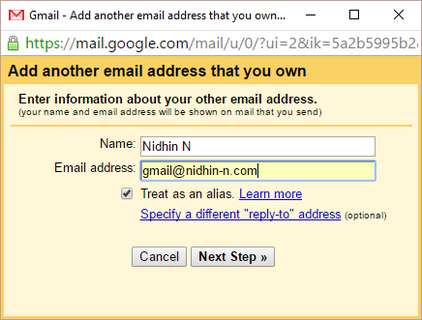 Gmail - Add another email address that you own...
https://mail.google.com/mail/u/0/?ui=2&ik=5a2b5995b2
Add another email address that you own
Enter information about your other email address.
(your name and email address will be shown on mail that you send)
Name: Nidhin N
Email address: gmail@nidhin-n.com
Treat as an alias. Learn more
Specify a different "reply-to" address (optional)
Cancel Next Step »